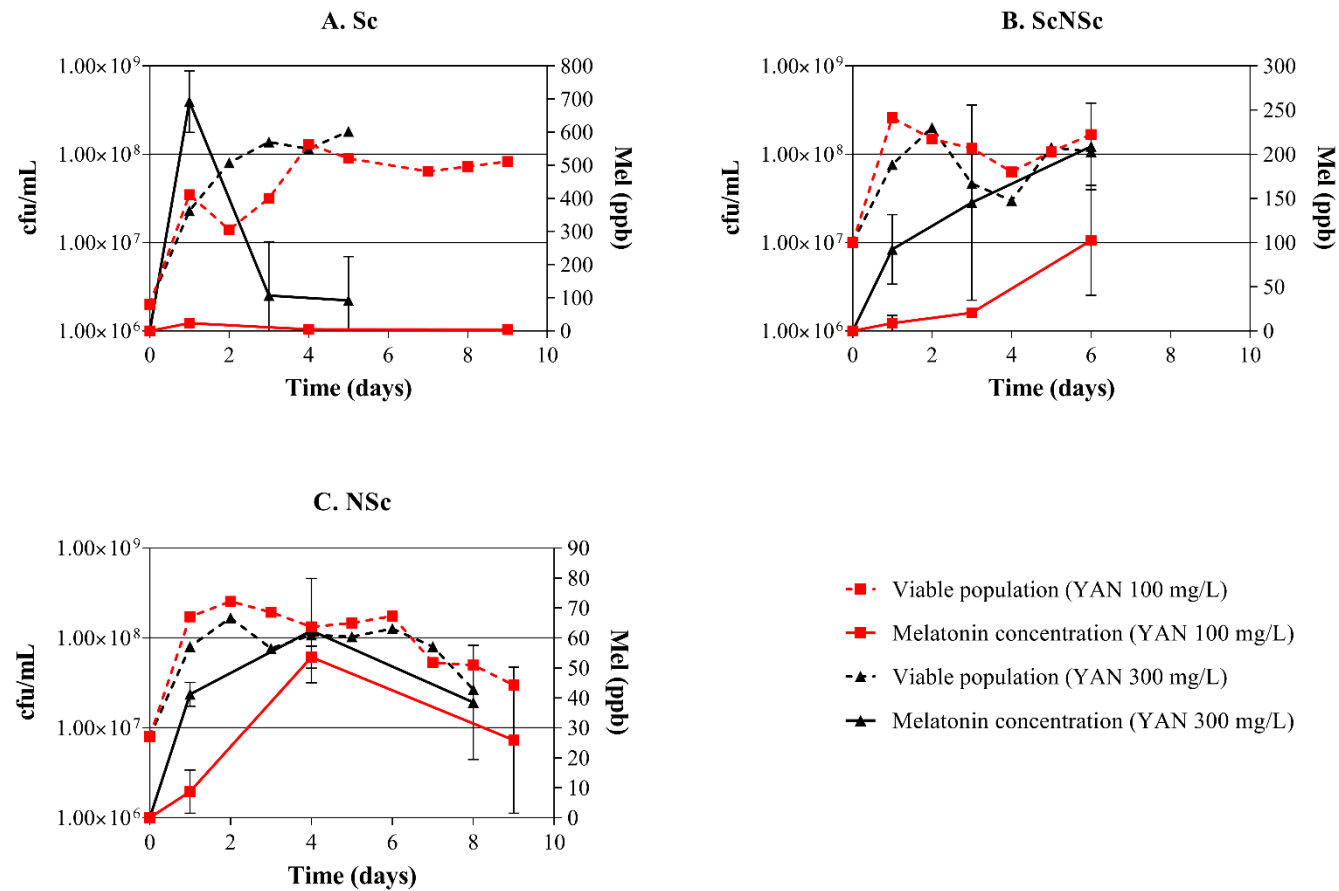 A. Sc
1.00×10⁹
1.00×10⁸
1.00×10⁷
1.00×10⁶
cfu/mL
800
700
600
500
400
300
200
100
0
Mel (ppb)
0 2 4 6 8 10
Time (days)
B. ScNSc
1.00×10⁹
1.00×10⁸
1.00×10⁷
1.00×10⁶
cfu/mL
300
250
200
150
100
50
0
Mel (ppb)
0 2 4 6 8 10
Time (days)
C. NSc
1.00×10⁹
1.00×10⁸
1.00×10⁷
1.00×10⁶
cfu/mL
90
80
70
60
50
40
30
20
10
0
Mel (ppb)
0 2 4 6 8 10
Time (days)
Viable population (YAN 100 mg/L)
Melatonin concentration (YAN 100 mg/L)
Viable population (YAN 300 mg/L)
Melatonin concentration (YAN 300 mg/L)